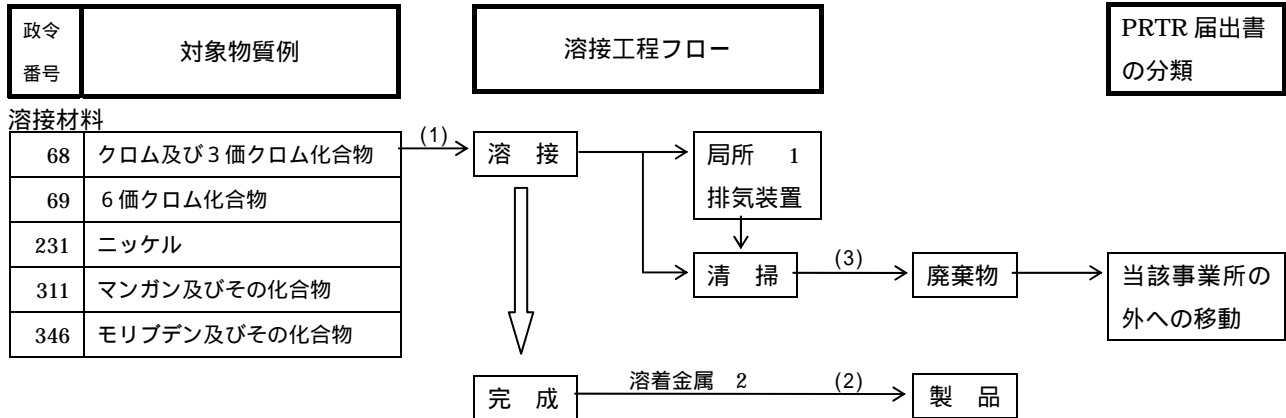 政令
番号
対象物質例
溶接工程フロー
PRTR 届出書
の分類
溶接材料
68 クロム及び３価クロム化合物
69 ６価クロム化合物
231 ニッケル
311 マンガン及びその化合物
346 モリブデン及びその化合物
(1)
溶 接
局所 1
排気装置
清 掃
(3)
廃棄物
当該事業所の
外への移動
完 成
溶着金属 2
(2)
製 品